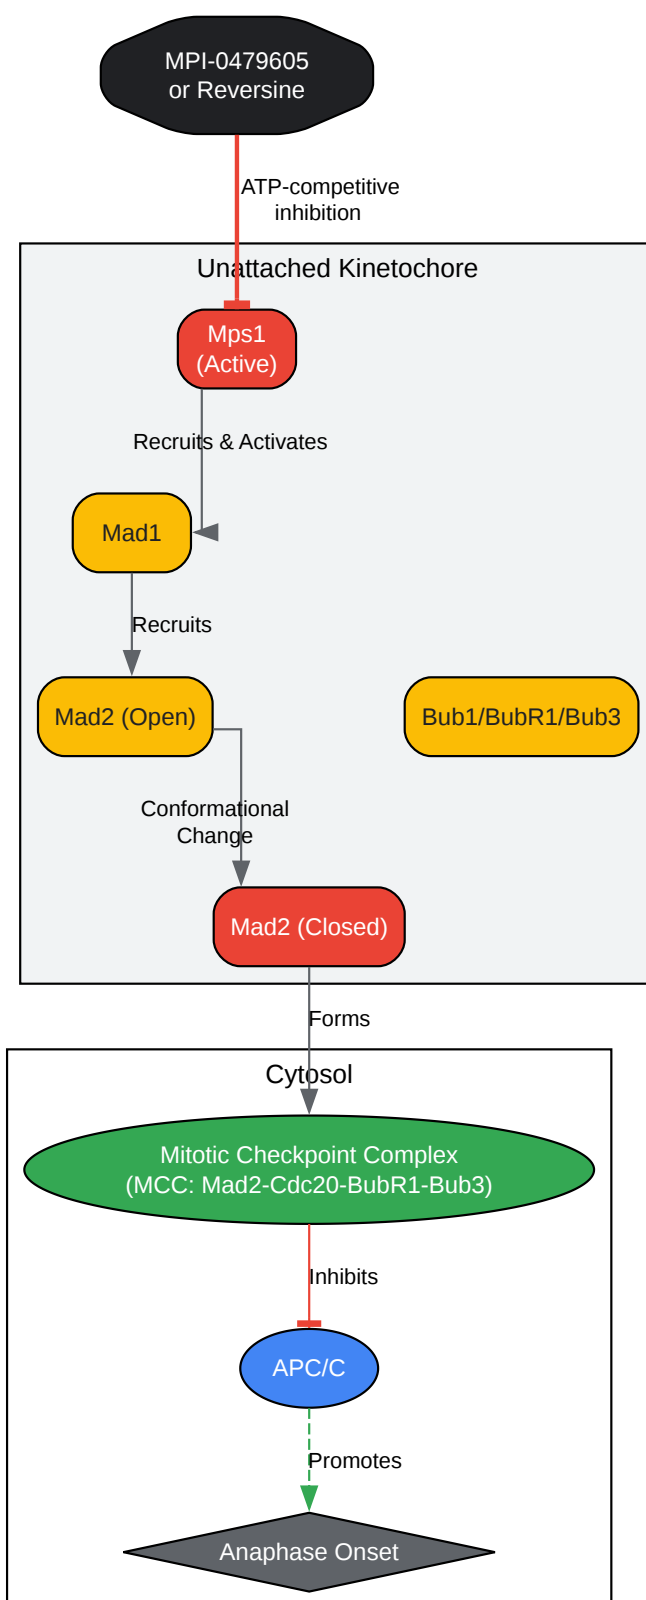 MPI-0479605
or Reversine
ATP-competitive
inhibition
Unattached Kinetochore
Mps1
(Active)
Recruits & Activates
Mad1
Recruits
Mad2 (Open)
Bub1/BubR1/Bub3
Conformational
Change
Mad2 (Closed)
Forms
Cytosol
Mitotic Checkpoint Complex
(MCC: Mad2-Cdc20-BubR1-Bub3)
Inhibits
APC/C
Promotes
Anaphase Onset